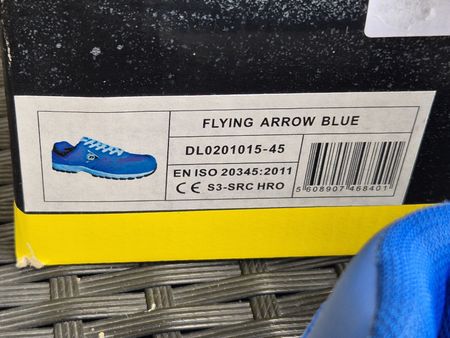 FLYING ARROW BLUE
DL0201015-45
EN ISO 20345:2011
CE S3-SRC HRO
5 608907 468401